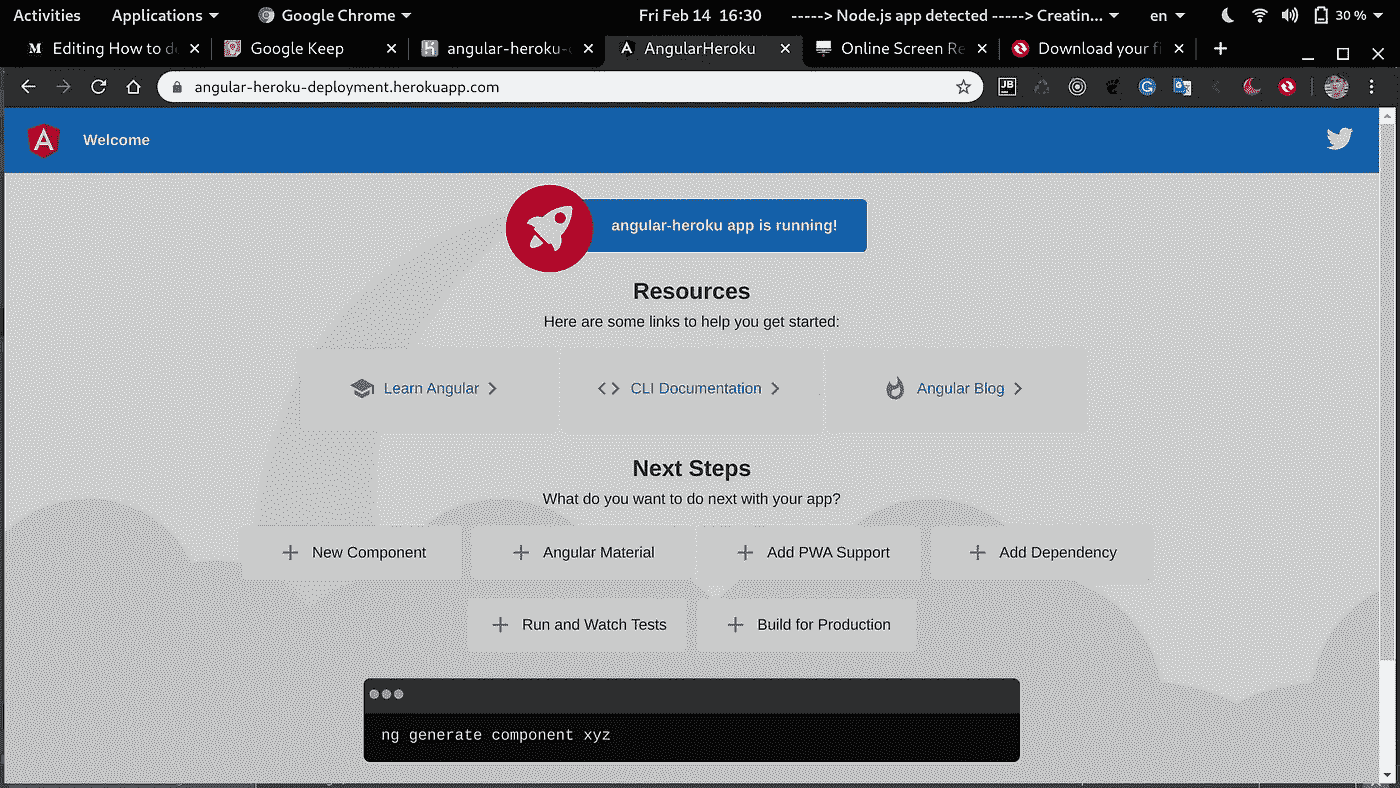 Activities Applications Google Chrome Fri Feb 14 16:30 -----> Node.js app detected -----> Creatin... en 30 %
Editing How to d Google Keep angular-heroku- AngularHeroku Online Screen Re Download your f
angular-heroku-deployment.herokuapp.com
Welcome
angular-heroku app is running!
Resources
Here are some links to help you get started:
Learn Angular CLI Documentation Angular Blog
Next Steps
What do you want to do next with your app?
New Component Angular Material Add PWA Support Add Dependency
Run and Watch Tests Build for Production
ng generate component xyz